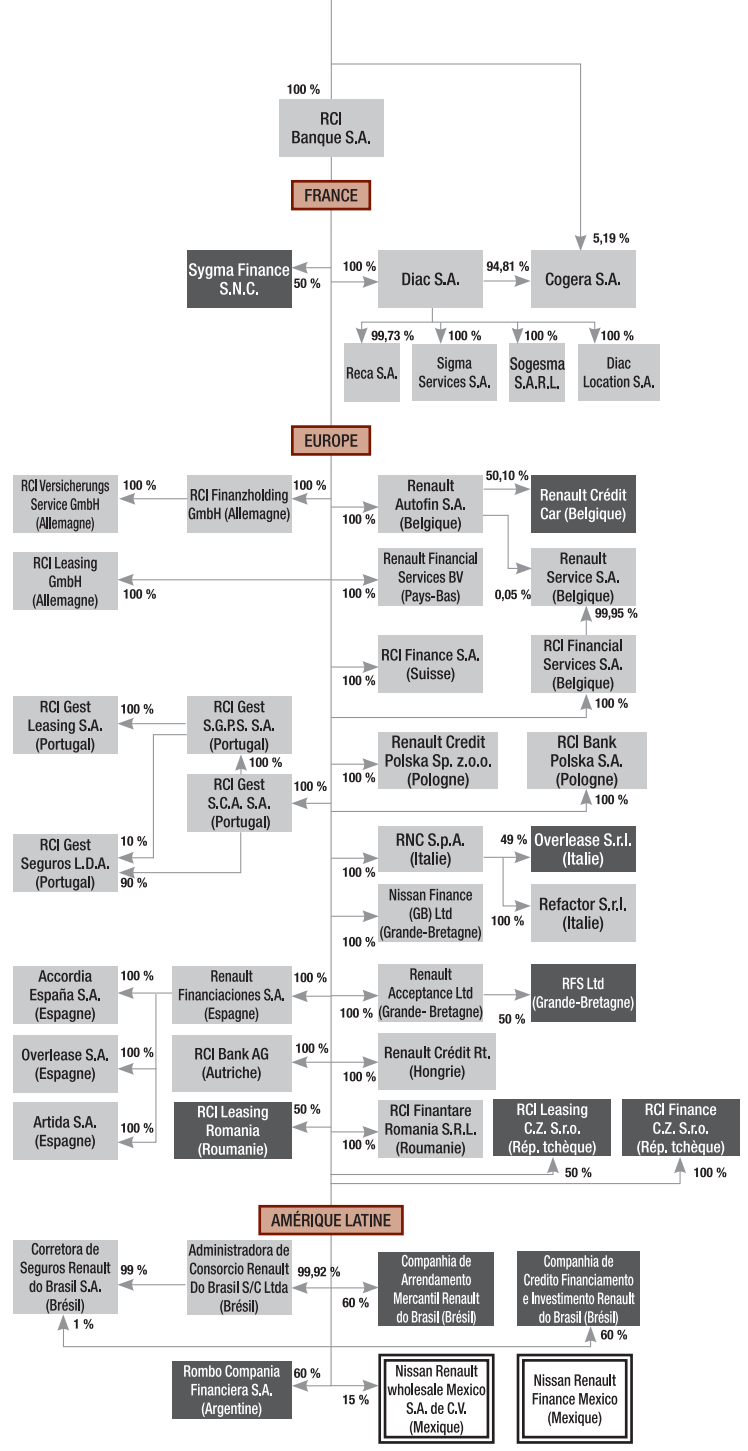 100 %
RCI
Banque S.A.
FRANCE
5,19 %
Sygma Finance
S.N.C.
50 %
100 %
Diac S.A.
94,81 %
Cogera S.A.
99,73 %
100 %
100 %
100 %
Reca S.A.
Sigma
Services S.A.
Sogesma
S.A.R.L.
Diac
Location S.A.
EUROPE
RCI Versicherungs
Service GmbH
(Allemagne)
100 %
RCI Finanzholding
GmbH (Allemagne)
100 %
100 %
Renault
Autofin S.A.
(Belgique)
50,10 %
Renault Crédit
Car (Belgique)
RCI Leasing
GmbH
(Allemagne)
100 %
100 %
Renault Financial
Services BV
(Pays-Bas)
0,05 %
Renault
Service S.A.
(Belgique)
99,95 %
100 %
RCI Finance S.A.
(Suisse)
RCI Financial
Services S.A.
(Belgique)
100 %
RCI Gest
Leasing S.A.
(Portugal)
100 %
RCI Gest
S.G.P.S. S.A.
(Portugal)
100 %
RCI Gest
S.C.A. S.A.
(Portugal)
100 %
100 %
Renault Credit
Polska Sp. z.o.o.
(Pologne)
RCI Bank
Polska S.A.
(Pologne)
100 %
RCI Gest
Seguros L.D.A.
(Portugal)
10 %
90 %
100 %
RNC S.p.A.
(Italie)
49 %
Overlease S.r.l.
(Italie)
100 %
Nissan Finance
(GB) Ltd
(Grande-Bretagne)
100 %
Refactor S.r.l.
(Italie)
Accordia
España S.A.
(Espagne)
100 %
Renault
Financiaciones S.A.
(Espagne)
100 %
100 %
Renault
Acceptance Ltd
(Grande- Bretagne)
50 %
RFS Ltd
(Grande-Bretagne)
Overlease S.A.
(Espagne)
100 %
RCI Bank AG
(Autriche)
100 %
100 %
Renault Crédit Rt.
(Hongrie)
Artida S.A.
(Espagne)
100 %
RCI Leasing
Romania
(Roumanie)
50 %
100 %
RCI Finantare
Romania S.R.L.
(Roumanie)
RCI Leasing
C.Z. S.r.o.
(Rép. tchèque)
50 %
RCI Finance
C.Z. S.r.o.
(Rép. tchèque)
100 %
AMÉRIQUE LATINE
Corretora de
Seguros Renault
do Brasil S.A.
(Brésil)
99 %
1 %
Administradora de
Consorcio Renault
Do Brasil S/C Ltda
(Brésil)
99,92 %
60 %
Companhia de
Arrendamento
Mercantil Renault
do Brasil (Brésil)
Companhia de
Credito Financiamento
e Investimento Renault
do Brasil (Brésil)
60 %
Rombo Compania
Financiera S.A.
(Argentine)
60 %
15 %
Nissan Renault
wholesale Mexico
S.A. de C.V.
(Mexique)
Nissan Renault
Finance Mexico
(Mexique)